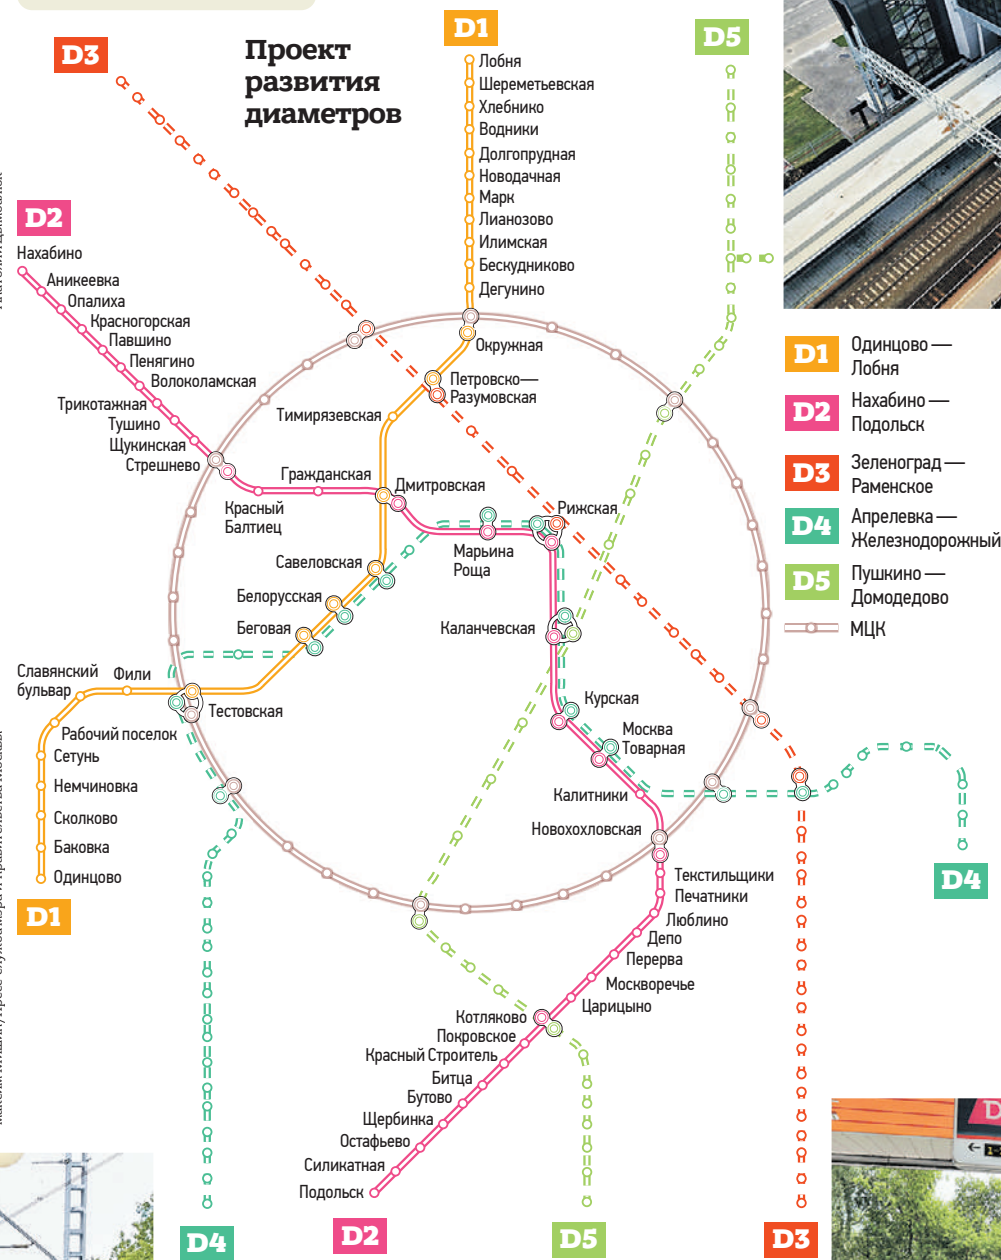 Проект
развития
диаметров
D3
D1
D5
D2
Лобня
Шереметьевская
Хлебнико
Водники
Долгопрудная
Новодачная
Марк
Лианозово
Илимская
Бескудниково
Дегунино
Окружная
Петровско—
Разумовская
Тимирязевская
Нахабино
Аникеевка
Опалиха
Красногорская
Павшино
Пенягино
Волоколамская
Трикотажная
Тушино
Щукинская
Стрешнево
Красный
Балтиец
Гражданская
Дмитровская
Марьина
Роща
Рижская
Савеловская
Белорусская
Беговая
Каланчевская
Славянский
бульвар
Фили
Тестовская
Рабочий поселок
Сетунь
Немчиновка
Сколково
Баковка
Одинцово
D1
Курская
Москва
Товарная
Калитники
Новохохловская
Текстильщики
Печатники
Люблино
Депо
Перерва
Москворечье
Царицыно
Котляково
Покровское
Красный Строитель
Битца
Бутово
Щербинка
Остафьево
Силикатная
Подольск
D4
D4
D2
D5
D3
D1 Одинцово —
Лобня
D2 Нахабино —
Подольск
D3 Зеленоград —
Раменское
D4 Апрелевка —
Железнодорожный
D5 Пушкино —
Домодедово
МЦК